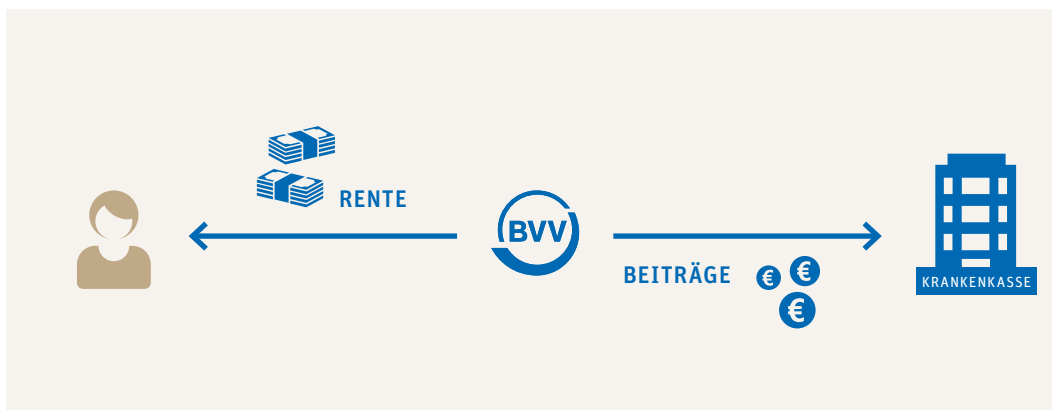 RENTE
BVV
BEITRÄGE
€
€
€
KRANKENKASSE